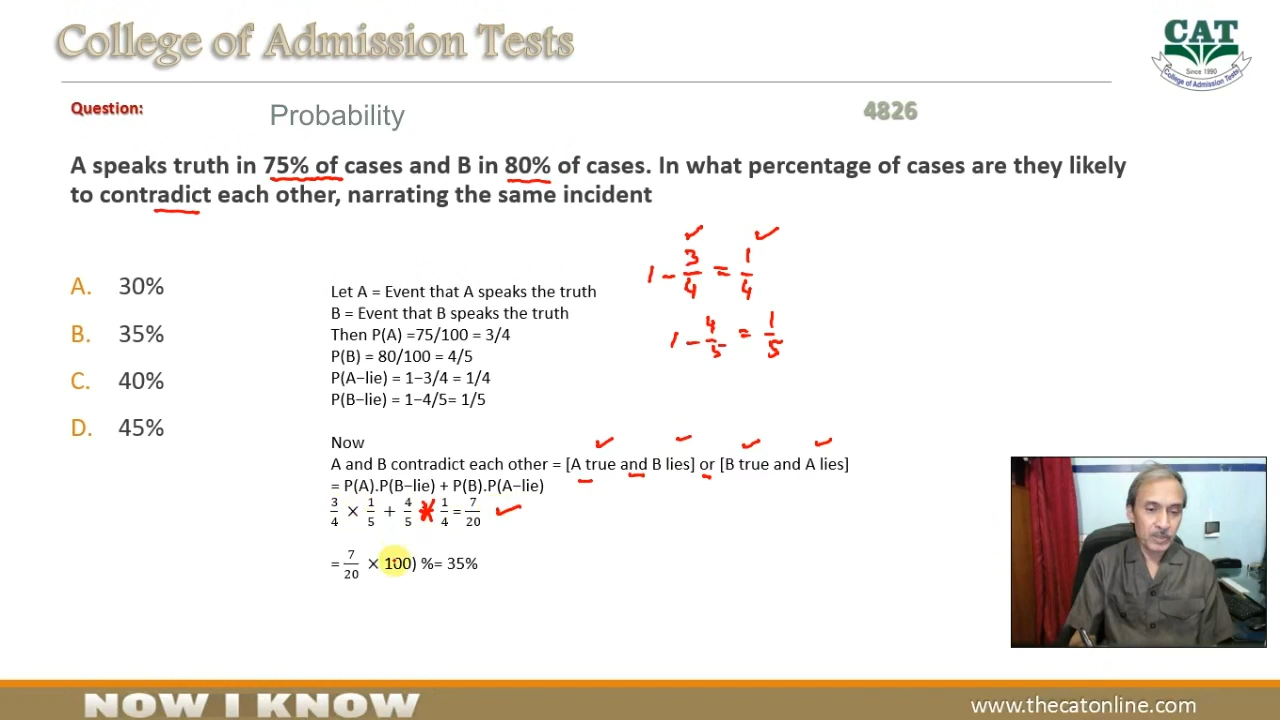 College of Admission Tests
CAT
Since 1990
College of Admission Tests
Question:
Probability
4826
A speaks truth in 75% of cases and B in 80% of cases. In what percentage of cases are they likely
to contradict each other, narrating the same incident
A. 30%
B. 35%
C. 40%
D. 45%
1 - 3/4 = 1/4
1 - 4/5 = 1/5
Let A = Event that A speaks the truth
B = Event that B speaks the truth
Then P(A) =75/100 = 3/4
P(B) = 80/100 = 4/5
P(A−lie) = 1−3/4 = 1/4
P(B−lie) = 1−4/5= 1/5
Now
A and B contradict each other = [A true and B lies] or [B true and A lies]
= P(A).P(B−lie) + P(B).P(A−lie)
3/4 × 1/5 + 4/5 × 1/4 = 7/20
= 7/20 × 100) %= 35%
NOW I KNOW
www.thecatonline.com